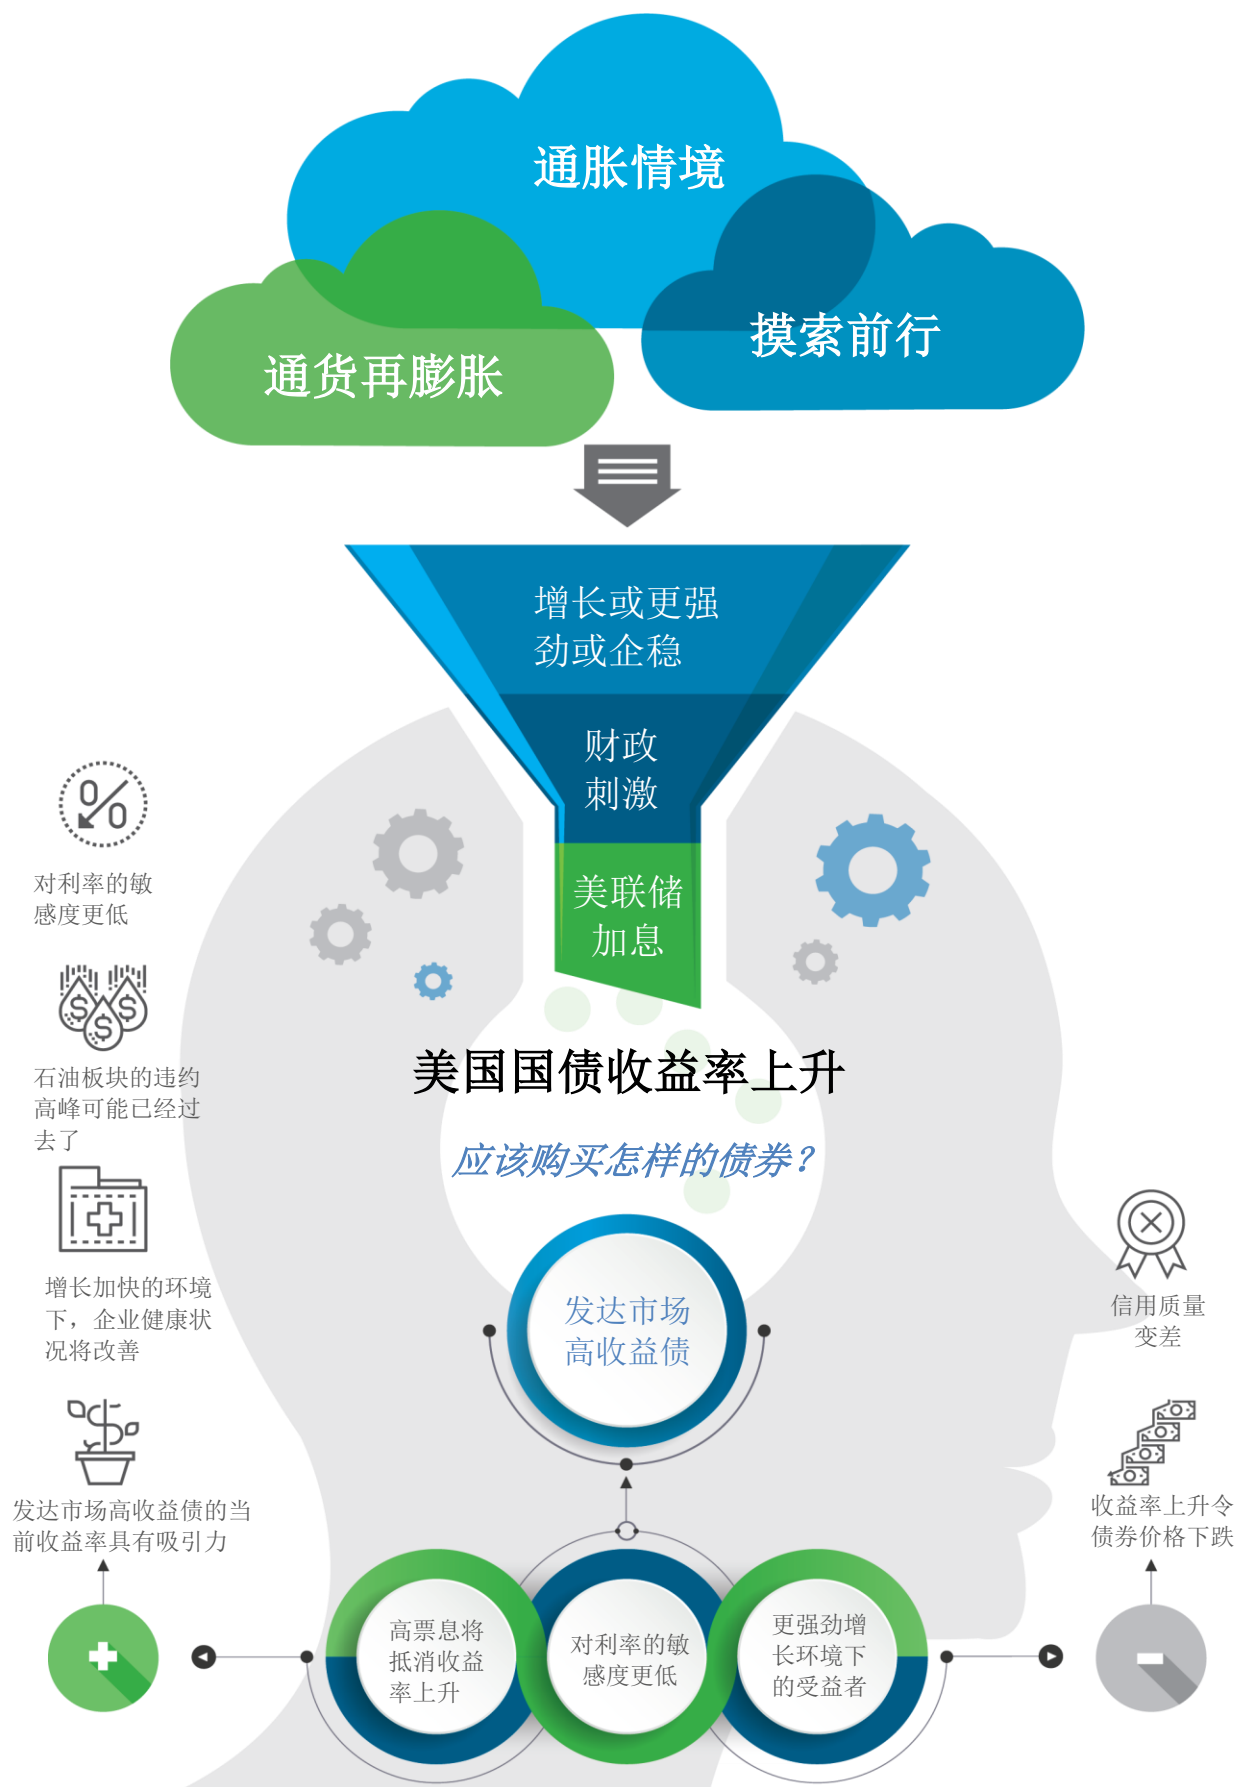 通胀情境
摸索前行
通货再膨胀
增长或更强
劲或企稳
财政
刺激
美联储
加息
美国国债收益率上升
应该购买怎样的债券？
发达市场
高收益债
对利率的敏
感度更低
石油板块的违约
高峰可能已经过
去了
增长加快的环境
下，企业健康状
况将改善
发达市场高收益债的当
前收益率具有吸引力
信用质量
变差
收益率上升令
债券价格下跌
高票息将
抵消收益
率上升
对利率的敏
感度更低
更强劲增
长环境下
的受益者